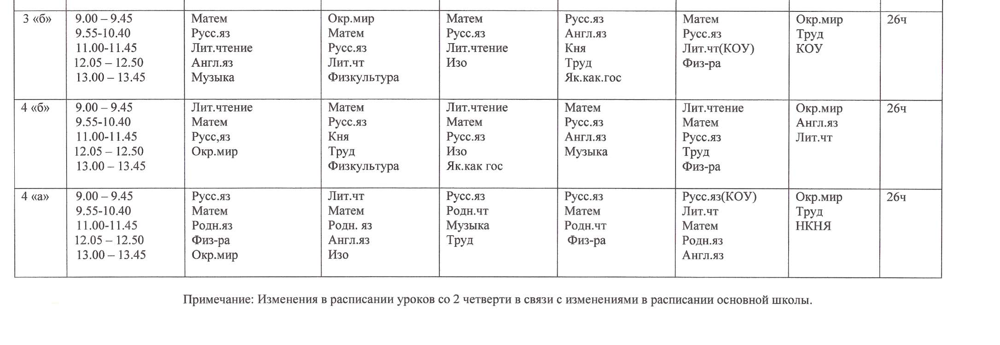 3 «б» 9.00 – 9.45 Матем Окр.мир Матем Русс.яз Матем Окр.мир 26ч
9.55-10.40 Русс.яз Матем Русс.яз Англ.яз Русс.яз Труд
11.00-11.45 Лит.чтение Русс.яз Лит.чтение Кня Лит.чт(КОУ) КОУ
12.05 – 12.50 Англ.яз Лит.чт Изо Труд Физ-ра
13.00 – 13.45 Музыка Физкультура Як.как.гос
4 «б» 9.00 – 9.45 Лит.чтение Матем Лит.чтение Матем Лит.чтение Окр.мир 26ч
9.55-10.40 Матем Русс.яз Матем Русс.яз Матем Англ.яз
11.00-11.45 Русс,яз Кня Русс.яз Англ.яз Русс.яз Лит.чт
12.05 – 12.50 Окр.мир Труд Изо Музыка Труд
13.00 – 13.45 Физкультура Як.как гос Физ-ра
4 «а» 9.00 – 9.45 Русс.яз Лит.чт Русс.яз Русс.яз Русс.яз(КОУ) Окр.мир 26ч
9.55-10.40 Матем Матем Родн.чт Матем Лит.чт Труд
11.00-11.45 Родн.яз Родн. яз Музыка Родн.чт Матем НКНЯ
12.05 – 12.50 Физ-ра Англ.яз Труд Физ-ра Родн.яз
13.00 – 13.45 Окр.мир Изо Англ.яз
Примечание: Изменения в расписании уроков со 2 четверти в связи с изменениями в расписании основной школы.